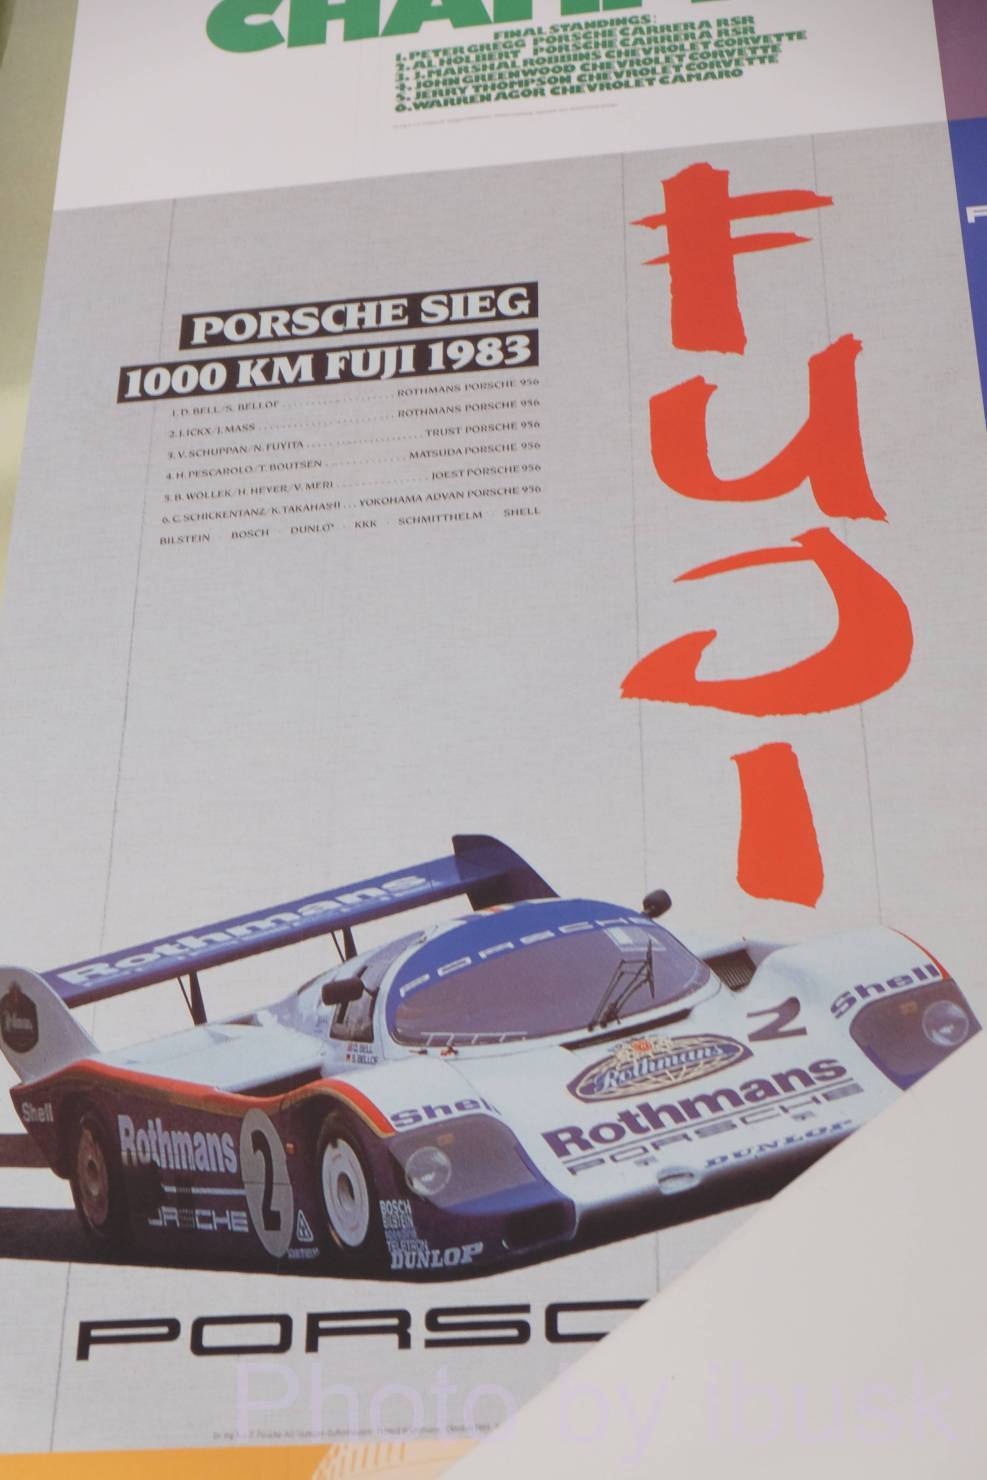 CHAMP
FINAL STANDINGS:
1. PETER GREGG PORSCHE CARRERA RSR
2. AL HOLBERT PORSCHE CARRERA RSR
3. J. MARSHAL ROBBINS CHEVROLET CORVETTE
4. JOHN GREENWOOD CHEVROLET CORVETTE
5. JERRY THOMPSON CHEVROLET CORVETTE
6. WARREN AGOR CHEVROLET CAMARO
FUJI
PORSCHE SIEG
1000 KM FUJI 1983
1. D. BELL/S. BELLOF ROTHMANS PORSCHE 956
2. J. ICKX/J. MASS ROTHMANS PORSCHE 956
3. V. SCHUPPAN/N. FUYITA TRUST PORSCHE 956
4. H. PESCAROLO/T. BOUTSEN MATSUDA PORSCHE 956
5. B. WOLLEK/H. HEYER/V. MERL JOEST PORSCHE 956
6. C. SCHICKENTANZ/K. TAKAHASHI YOKOHAMA ADVAN PORSCHE 956
BILSTEIN BOSCH DUNLOP KKK SCHMITTHELM SHELL
Rothmans
PORSCHE
2
Shell
D. BELL
S. BELLOF
Rothmans
Shell
Rothmans
PORSCHE
DUNLOP
Shell
Rothmans
2
BOSCH
BILSTEIN
DUNLOP
PORSC
Photo by ibusk